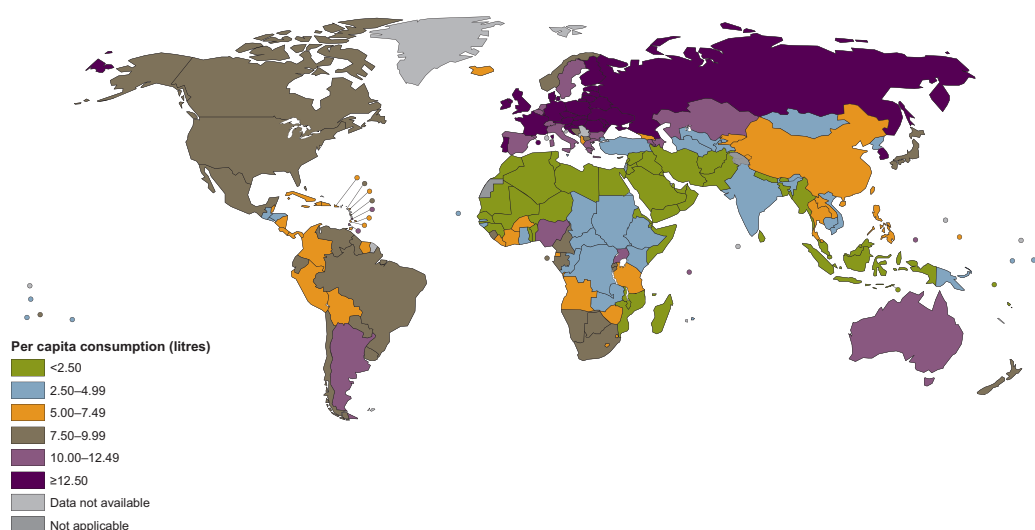 Per capita consumption (litres)
<2.50
2.50–4.99
5.00–7.49
7.50–9.99
10.00–12.49
≥12.50
Data not available
Not applicable